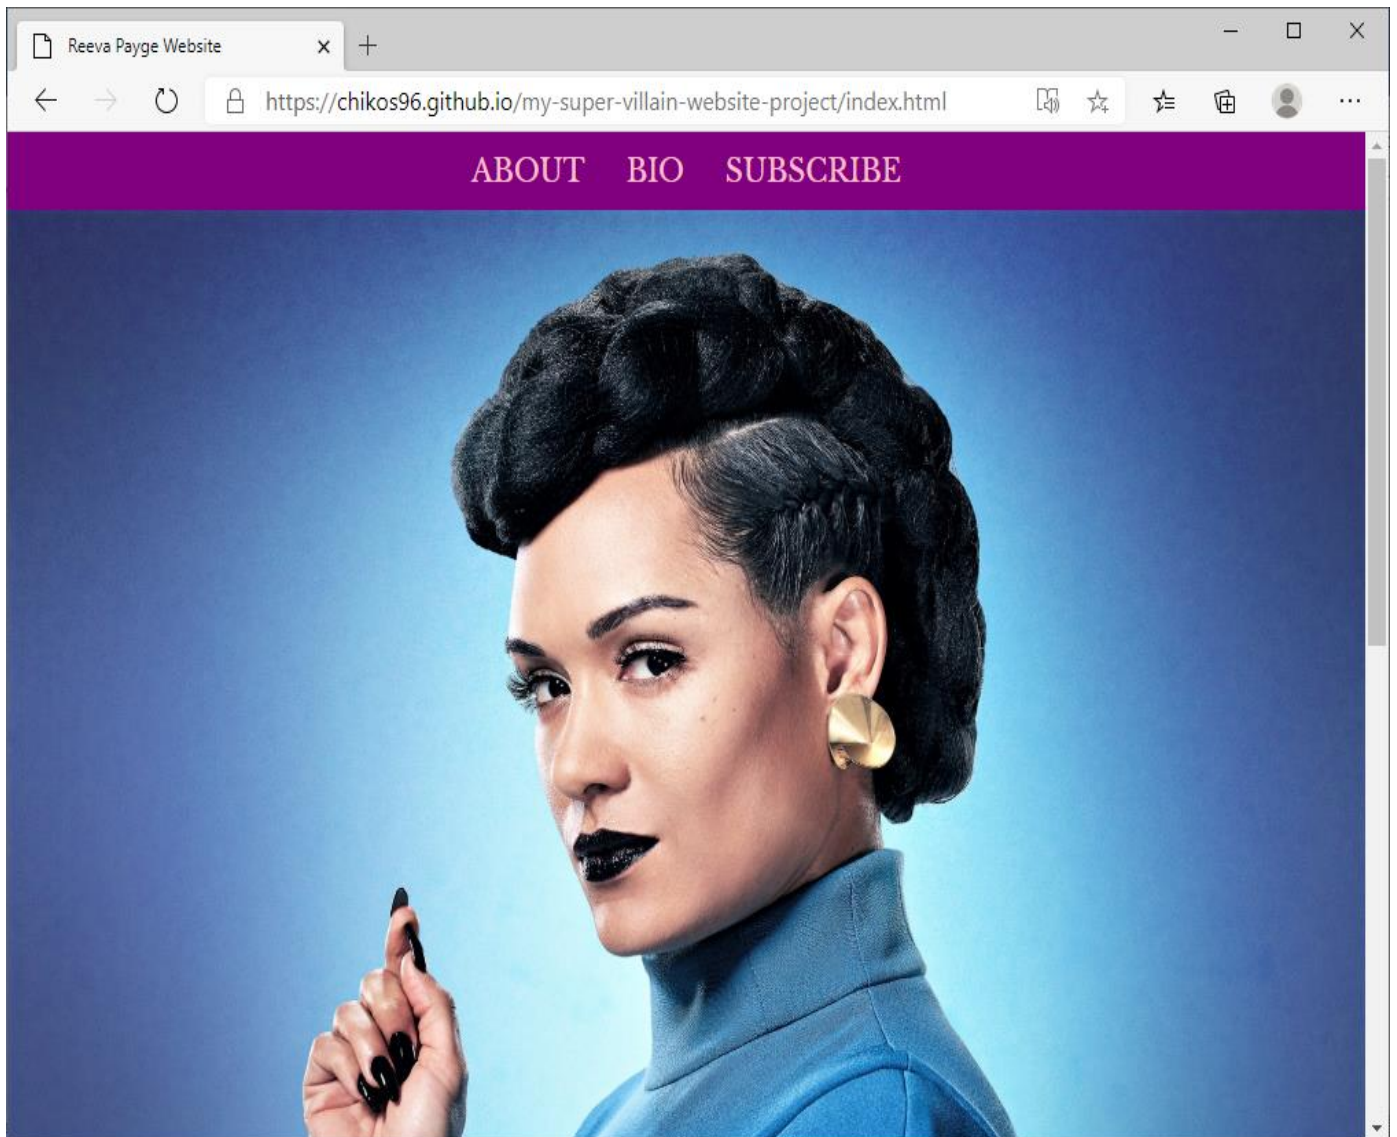 Reeva Payge Website
https://chikos96.github.io/my-super-villain-website-project/index.html
ABOUT BIO SUBSCRIBE